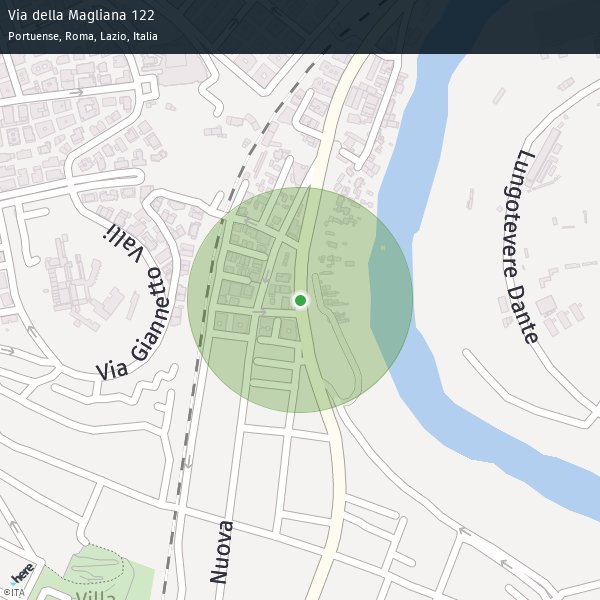 Via della Magliana 122
Portuense, Roma, Lazio, Italia
Lungotevere Dante
Via Giannetto Valli
Nuova
Villa
here
©ITA